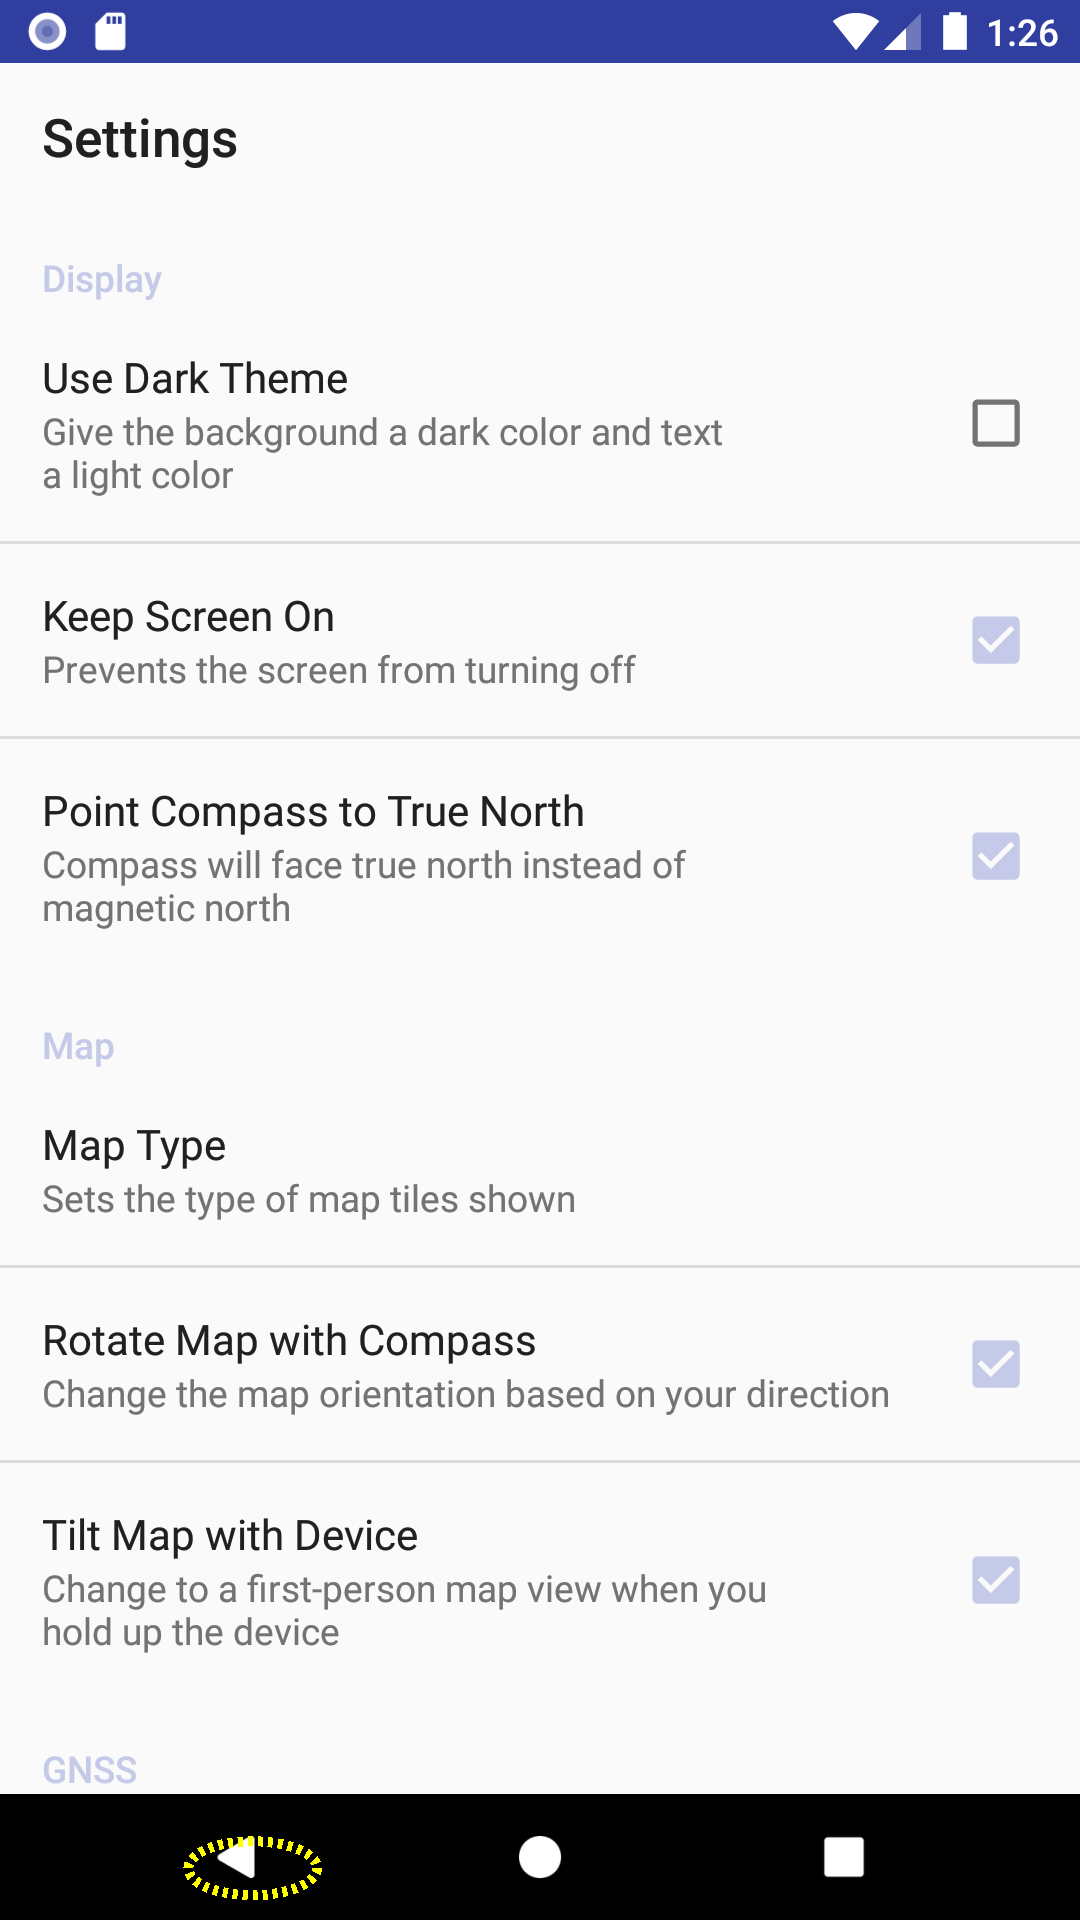 1:26
Settings
Display
Use Dark Theme
Give the background a dark color and text
a light color
Keep Screen On
Prevents the screen from turning off
Point Compass to True North
Compass will face true north instead of
magnetic north
Map
Map Type
Sets the type of map tiles shown
Rotate Map with Compass
Change the map orientation based on your direction
Tilt Map with Device
Change to a first-person map view when you
hold up the device
GNSS